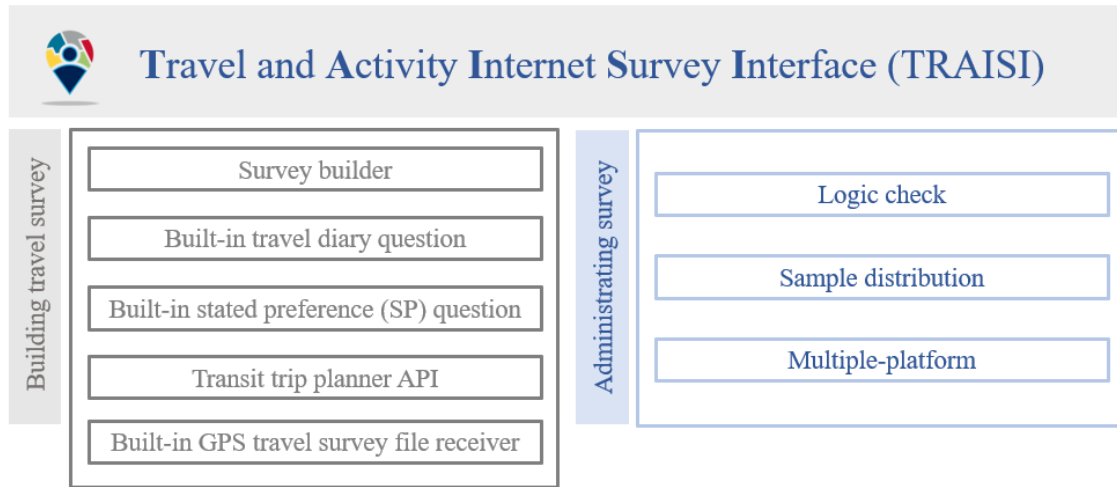 Travel and Activity Internet Survey Interface (TRAISI)
Building travel survey
Survey builder
Built-in travel diary question
Built-in stated preference (SP) question
Transit trip planner API
Built-in GPS travel survey file receiver
Administrating survey
Logic check
Sample distribution
Multiple-platform